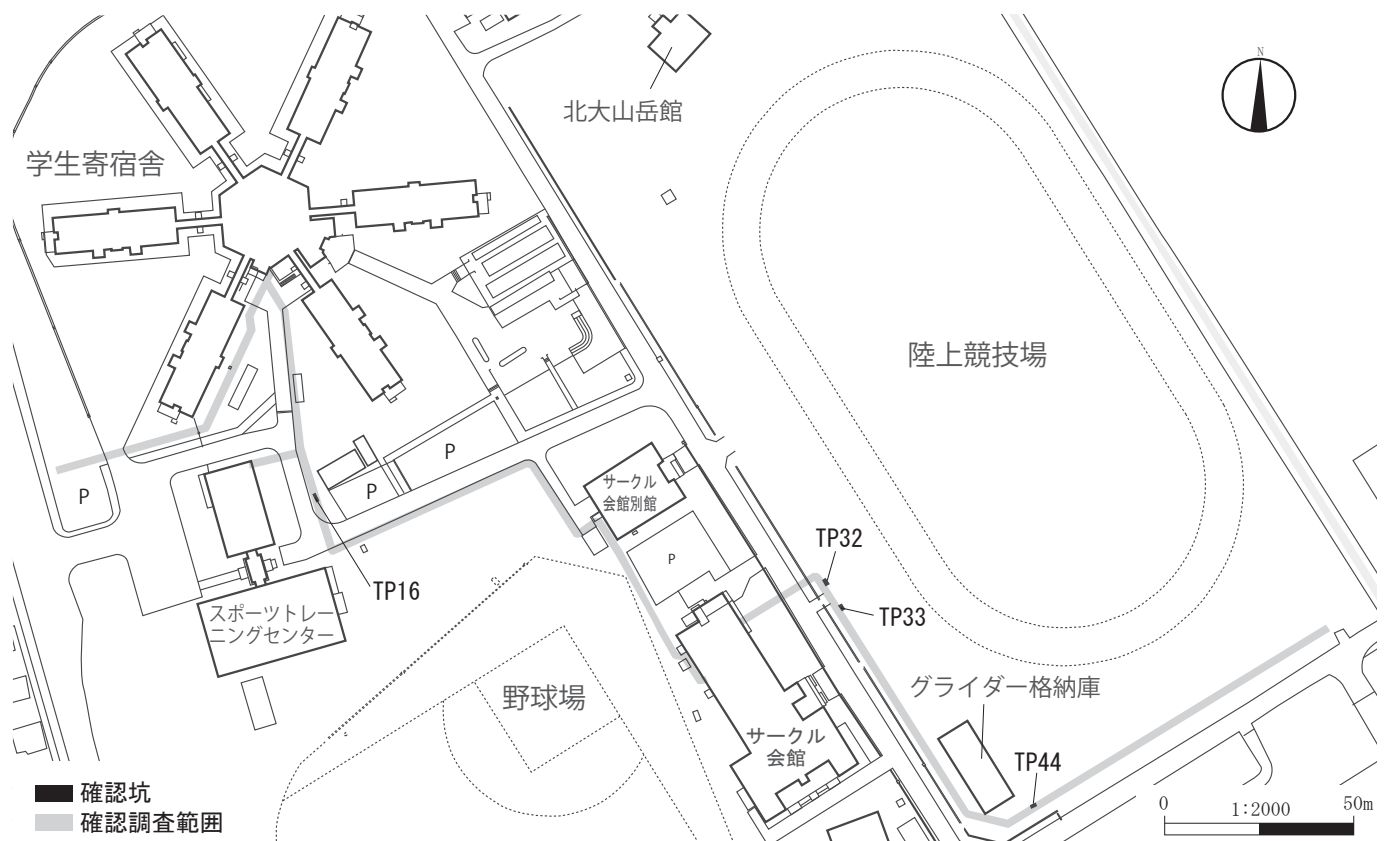 N
北大山岳館
学生寄宿舎
陸上競技場
P
P
P
サークル
会館別館
P
TP16
TP32
TP33
スポーツトレー
ニングセンター
野球場
グライダー格納庫
サークル
会館
TP44
確認坑
確認調査範囲
0
1:2000
50m